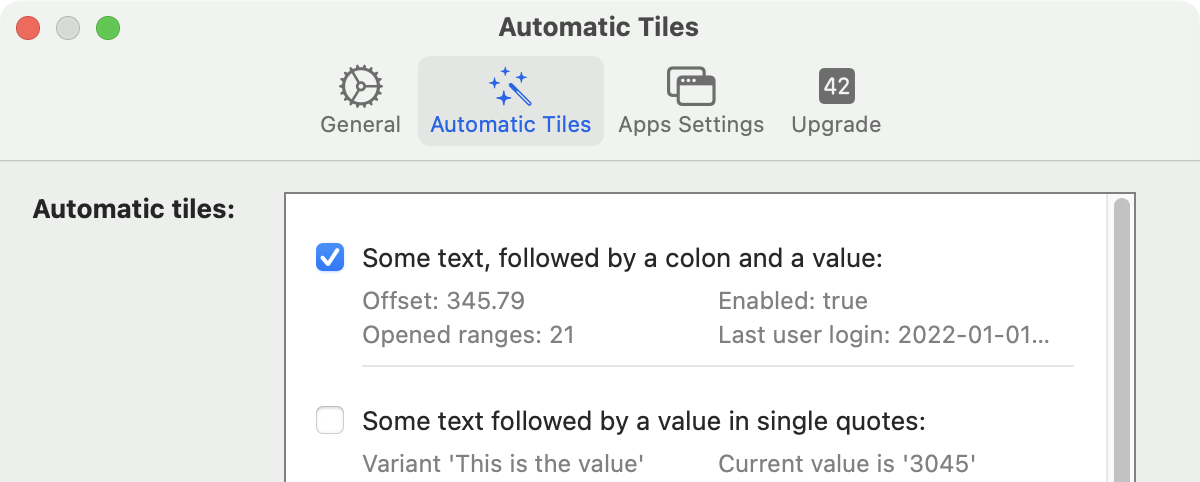 Automatic Tiles
42
General Automatic Tiles Apps Settings Upgrade
Automatic tiles:
Some text, followed by a colon and a value:
Offset: 345.79 Enabled: true
Opened ranges: 21 Last user login: 2022-01-01...
Some text followed by a value in single quotes:
Variant 'This is the value' Current value is '3045'